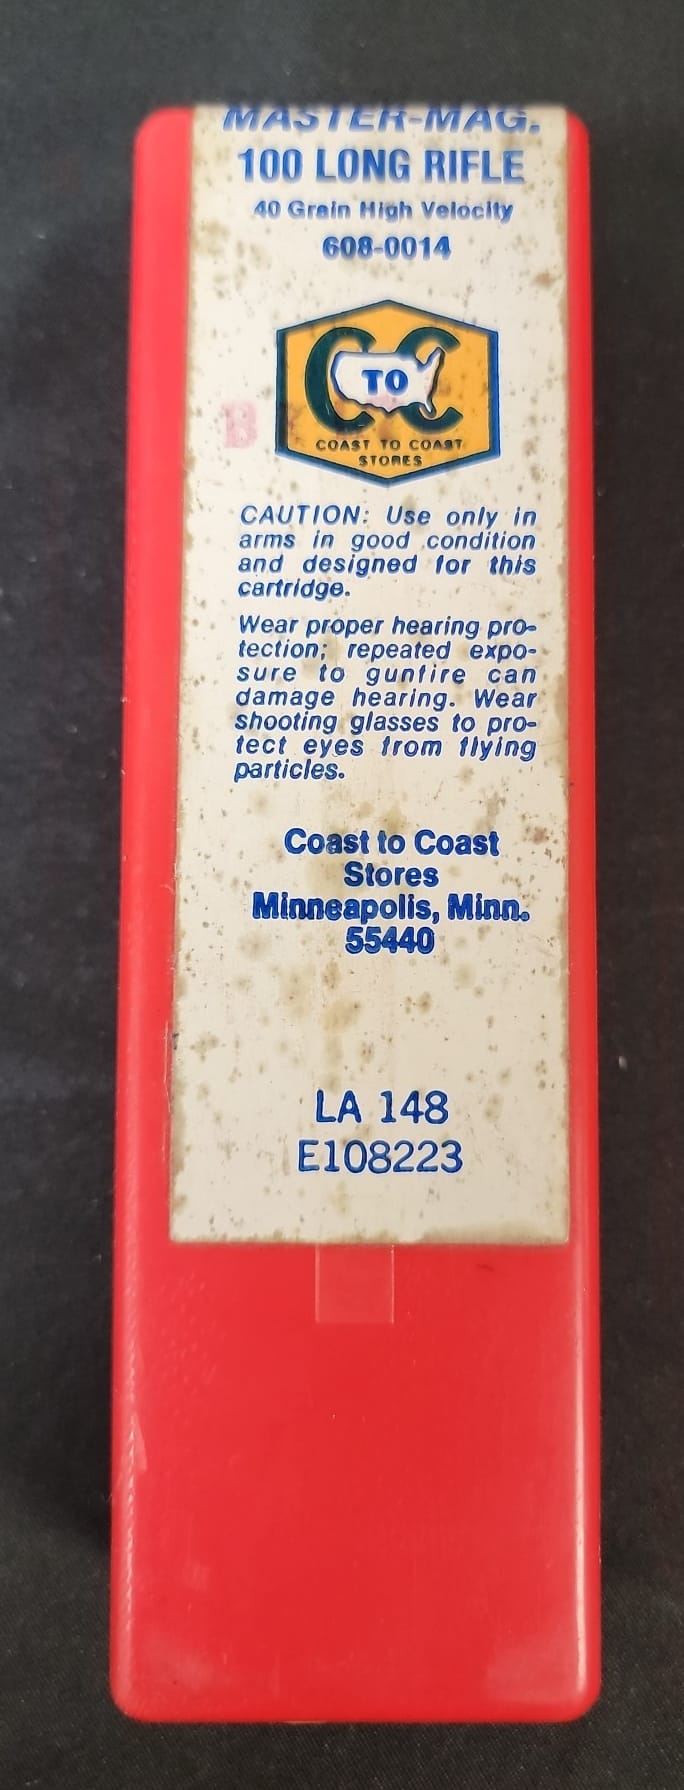 MASTER-MAG.
100 LONG RIFLE
40 Grain High Velocity
608-0014
C TO C
COAST TO COAST
STORES
B
CAUTION: Use only in
arms in good condition
and designed for this
cartridge.
Wear proper hearing pro-
tection; repeated expo-
sure to gunfire can
damage hearing. Wear
shooting glasses to pro-
tect eyes from flying
particles.
Coast to Coast
Stores
Minneapolis, Minn.
55440
LA 148
E108223